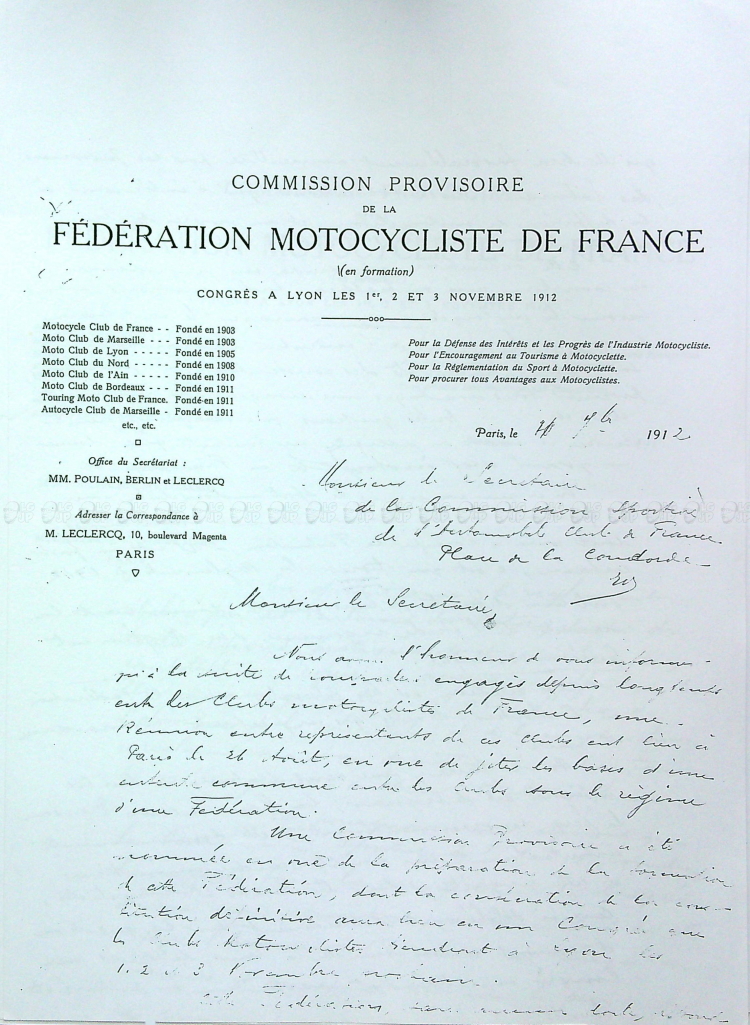 COMMISSION PROVISOIRE
DE LA
FÉDÉRATION MOTOCYCLISTE DE FRANCE
(en formation)
CONGRÈS A LYON LES 1er, 2 ET 3 NOVEMBRE 1912
Motocycle Club de France - - Fondé en 1903
Moto Club de Marseille - - Fondé en 1903
Moto Club de Lyon - - - - - Fondé en 1905
Moto Club du Nord - - - - - Fondé en 1908
Moto Club de l'Ain - - - - - Fondé en 1910
Moto Club de Bordeaux - - - Fondé en 1911
Touring Moto Club de France. Fondé en 1911
Autocycle Club de Marseille - Fondé en 1911
etc., etc.
Office du Secrétariat :
MM. POULAIN, BERLIN et LECLERCQ
Adresser la Correspondance à
M. LECLERCQ, 10, boulevard Magenta
PARIS
Pour la Défense des Intérêts et les Progrès de l'Industrie Motocycliste.
Pour l'Encouragement au Tourisme à Motocyclette.
Pour la Réglementation du Sport à Motocyclette.
Pour procurer tous Avantages aux Motocyclistes.
Paris, le 7bre 1912
Monsieur le Secrétaire
de la Commission Sportive
de l'Automobile Club de France
Place de la Concorde
Monsieur le Secrétaire,
Nous avons l'honneur de vous informer
qu'à la suite de engagés depuis longtemps
entre les Clubs motocyclistes de France, une
Réunion entre représentants de ces Clubs eut lieu à
Paris le 26 Août, en vue de jeter les bases d'une
entente commune entre les Clubs sous le régime
d'une Fédération.
Une Commission Provisoire a été
nommée en vue de la préparation de la formation
de cette Fédération, dont la consécration de la cons-
titution définitive aura lieu en un Congrès que
les Clubs Motocyclistes tiendront à Lyon les
1. 2 et 3 Novembre prochain.
Cette Fédération, sans aucun doute,